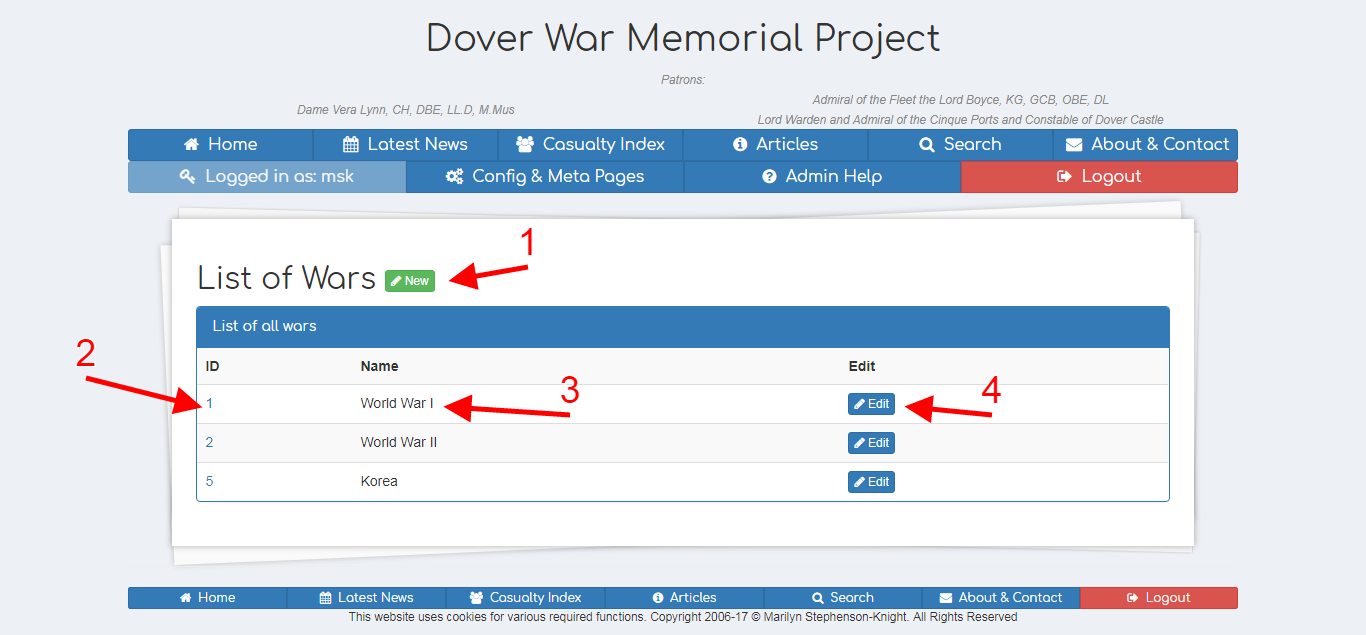 Dover War Memorial Project
Patrons:
Dame Vera Lynn, CH, DBE, LL.D, M.Mus
Admiral of the Fleet the Lord Boyce, KG, GCB, OBE, DL
Lord Warden and Admiral of the Cinque Ports and Constable of Dover Castle
Home Latest News Casualty Index Articles Search About & Contact
Logged in as: msk Config & Meta Pages Admin Help Logout
1
List of Wars New
List of all wars
2
ID Name Edit
3 4
1 World War I Edit
2 World War II Edit
5 Korea Edit
Home Latest News Casualty Index Articles Search About & Contact Logout
This website uses cookies for various required functions. Copyright 2006-17 © Marilyn Stephenson-Knight. All Rights Reserved